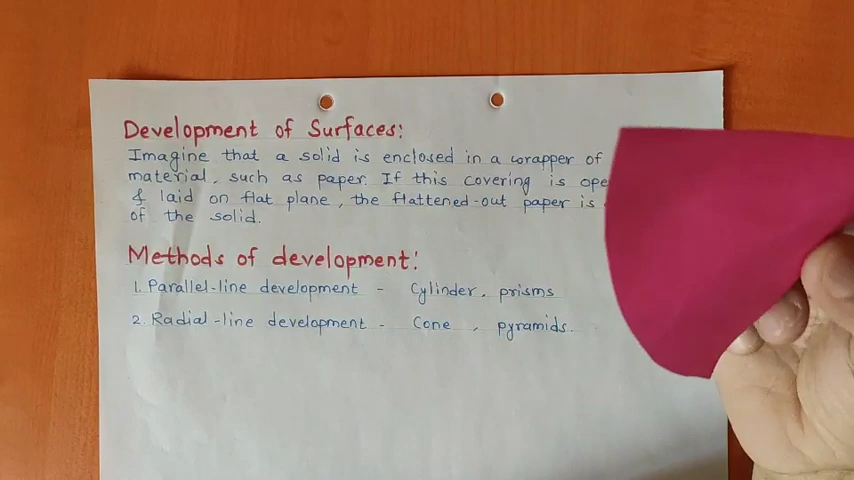 Development of Surfaces:
Imagine that a solid is enclosed in a wrapper of
material, such as paper. If this covering is
& laid on flat plane, the flattened-out paper is
of the solid.
Methods of development:
1. Parallel-line development - Cylinder, prisms
2. Radial-line development - Cone, pyramids.